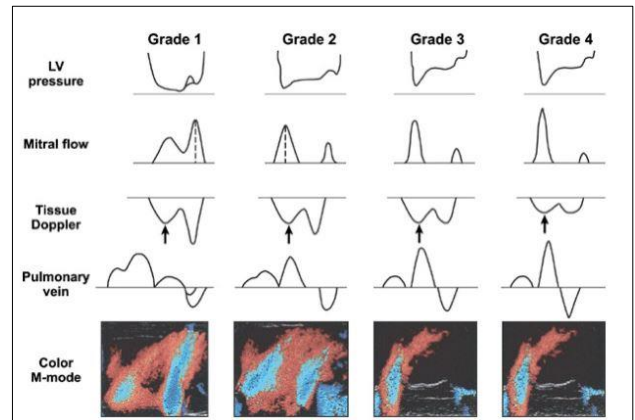 Grade 1 Grade 2 Grade 3 Grade 4
LV
pressure
Mitral flow
Tissue
Doppler
Pulmonary
vein
Color
M-mode